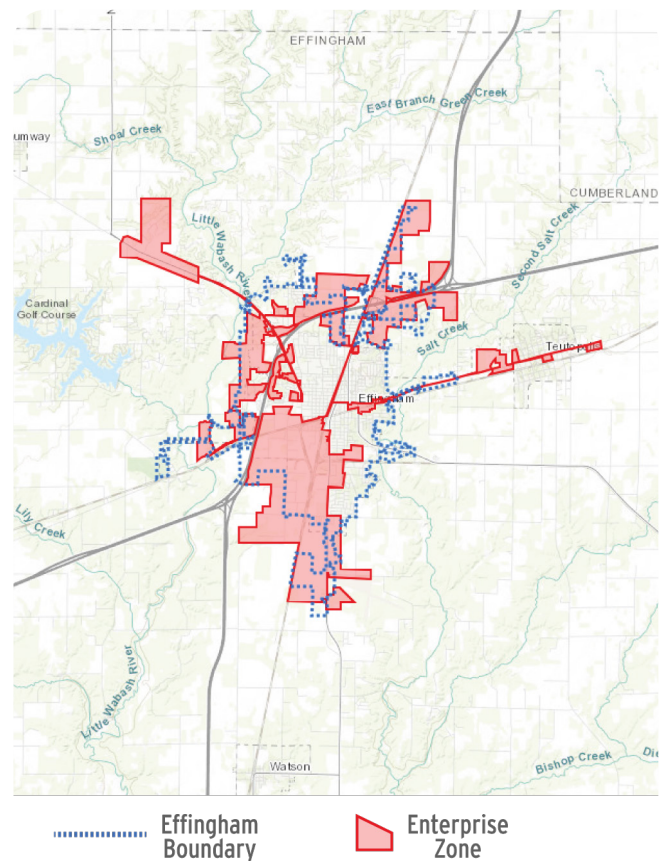 EFFINGHAM
East Branch Green Creek
umway
Shoal Creek
CUMBERLAND
Little Wabash River
Second Salt Creek
Cardinal
Golf Course
Salt Creek
Teutopolis
Effingham
Lily Creek
Little Wabash River
Watson
Bishop Creek
Die
Effingham
Boundary
Enterprise
Zone